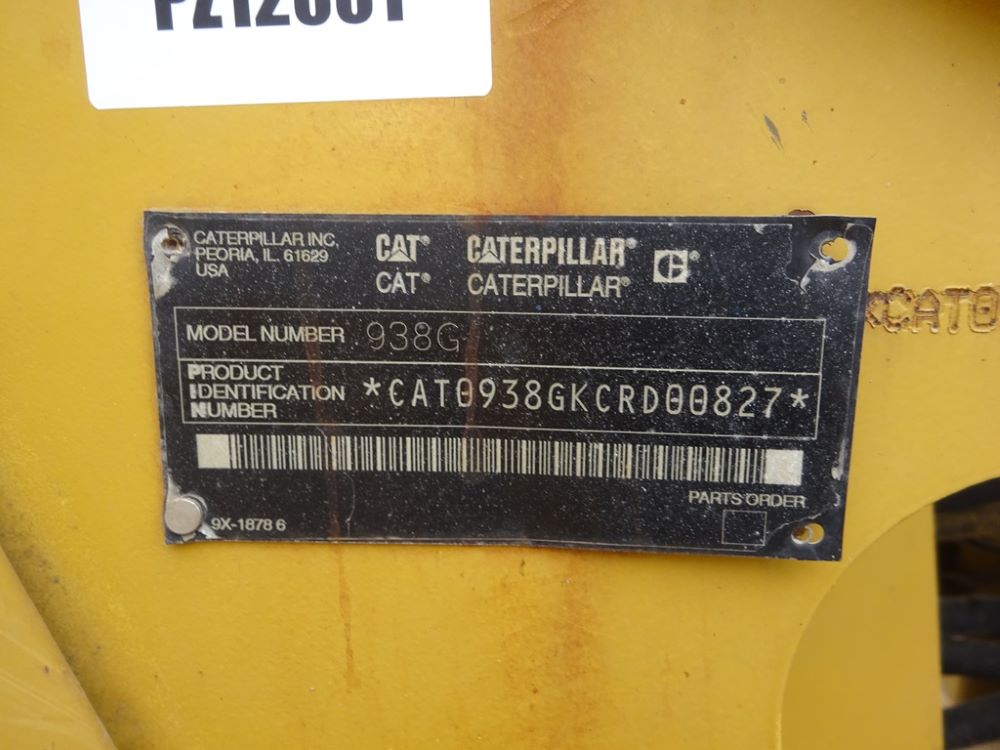 CATERPILLAR INC,
PEORIA, IL. 61629
USA
CAT® CATERPILLAR® ®
CAT® CATERPILLAR®
MODEL NUMBER 938G
PRODUCT
IDENTIFICATION
NUMBER
*CAT0938GKCRD00827*
PARTS ORDER
9X-1878 6
CAT0